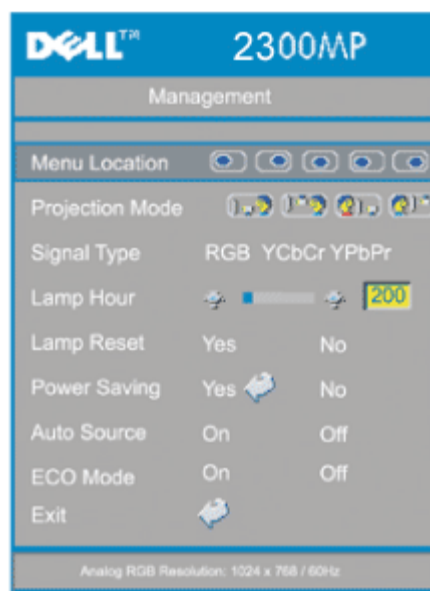 DELL™ 2300MP
Management
Menu Location
Projection Mode
Signal Type RGB YCbCr YPbPr
Lamp Hour 200
Lamp Reset Yes No
Power Saving Yes No
Auto Source On Off
ECO Mode On Off
Exit
Analog RGB Resolution: 1024 x 768 / 60Hz